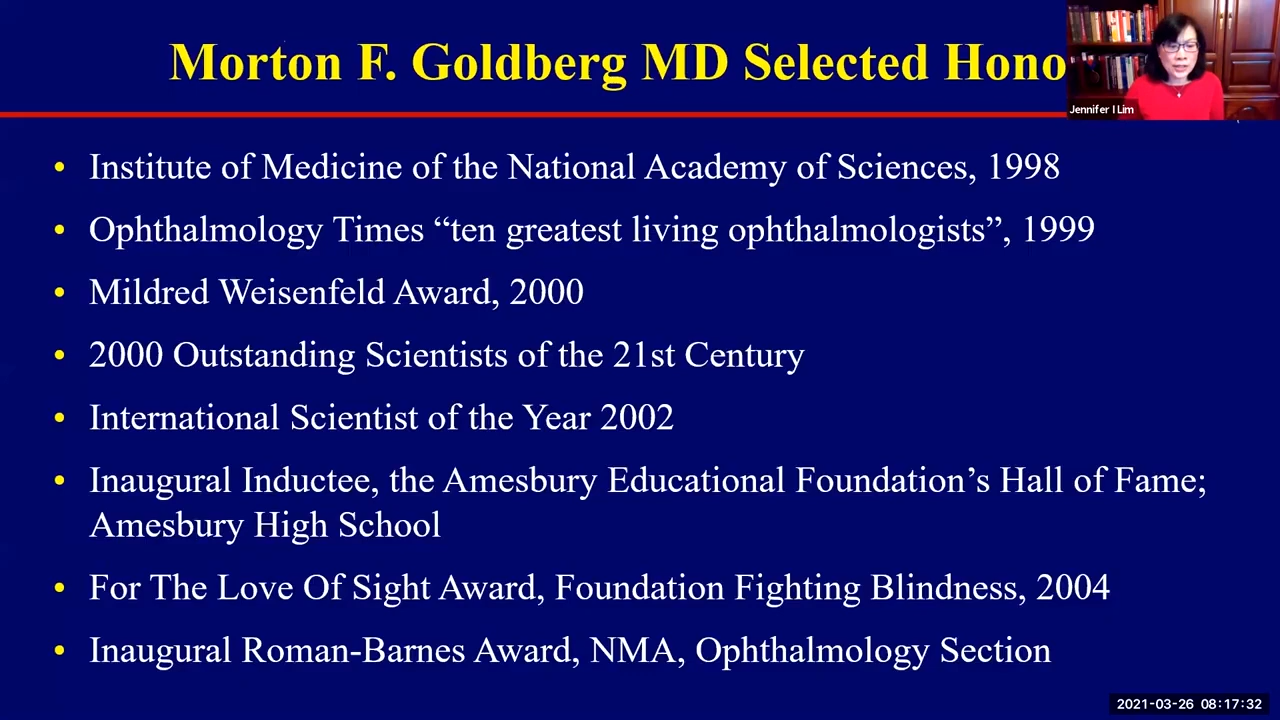 Morton F. Goldberg MD Selected Hono
Jennifer I Lim
• Institute of Medicine of the National Academy of Sciences, 1998
• Ophthalmology Times “ten greatest living ophthalmologists”, 1999
• Mildred Weisenfeld Award, 2000
• 2000 Outstanding Scientists of the 21st Century
• International Scientist of the Year 2002
• Inaugural Inductee, the Amesbury Educational Foundation’s Hall of Fame;
Amesbury High School
• For The Love Of Sight Award, Foundation Fighting Blindness, 2004
• Inaugural Roman-Barnes Award, NMA, Ophthalmology Section
2021-03-26 08:17:32